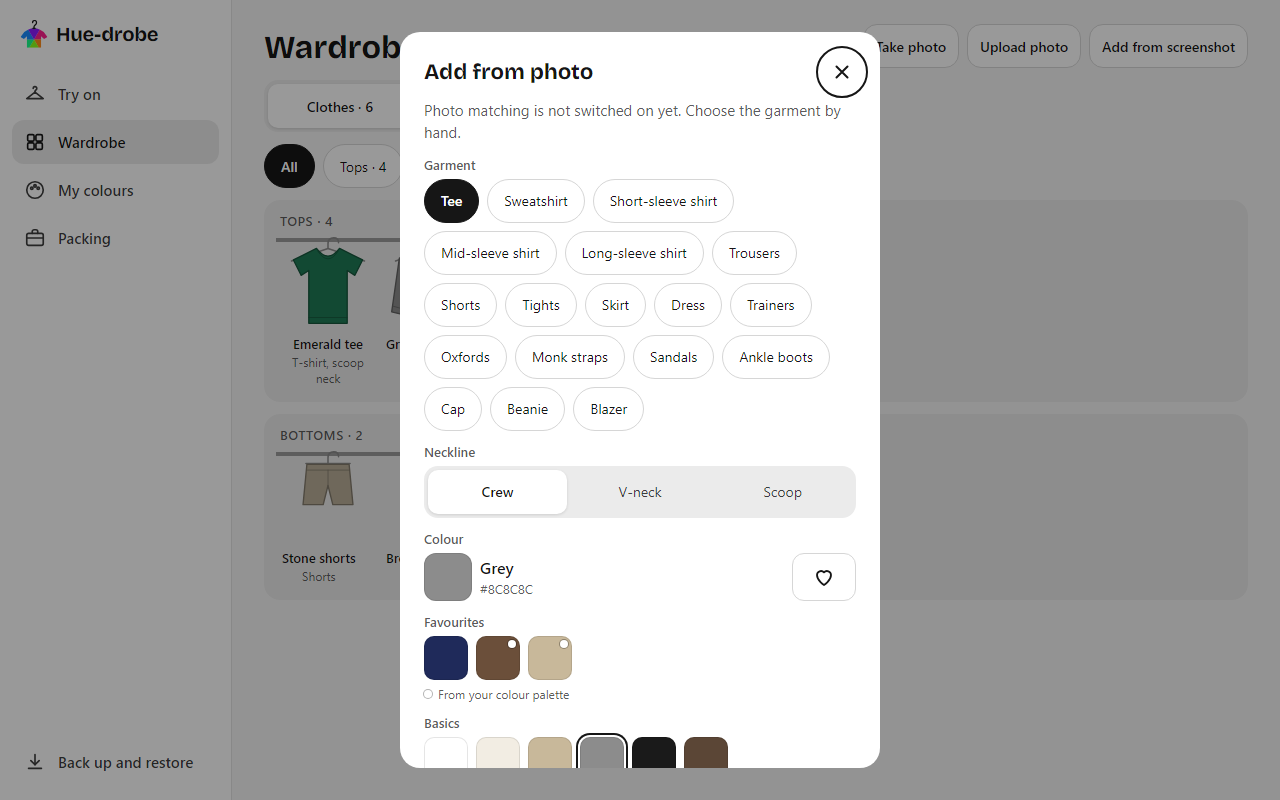 Hue-drobe
Try on
Wardrobe
My colours
Packing
Back up and restore
Wardrob
Take photo
Upload photo
Add from screenshot
Clothes · 6
All
Tops · 4
TOPS · 4
Emerald tee
T-shirt, scoop
neck
Gr
BOTTOMS · 2
Stone shorts
Shorts
Br
Add from photo
Photo matching is not switched on yet. Choose the garment by
hand.
Garment
Tee
Sweatshirt
Short-sleeve shirt
Mid-sleeve shirt
Long-sleeve shirt
Trousers
Shorts
Tights
Skirt
Dress
Trainers
Oxfords
Monk straps
Sandals
Ankle boots
Cap
Beanie
Blazer
Neckline
Crew
V-neck
Scoop
Colour
Grey
#8C8C8C
Favourites
From your colour palette
Basics